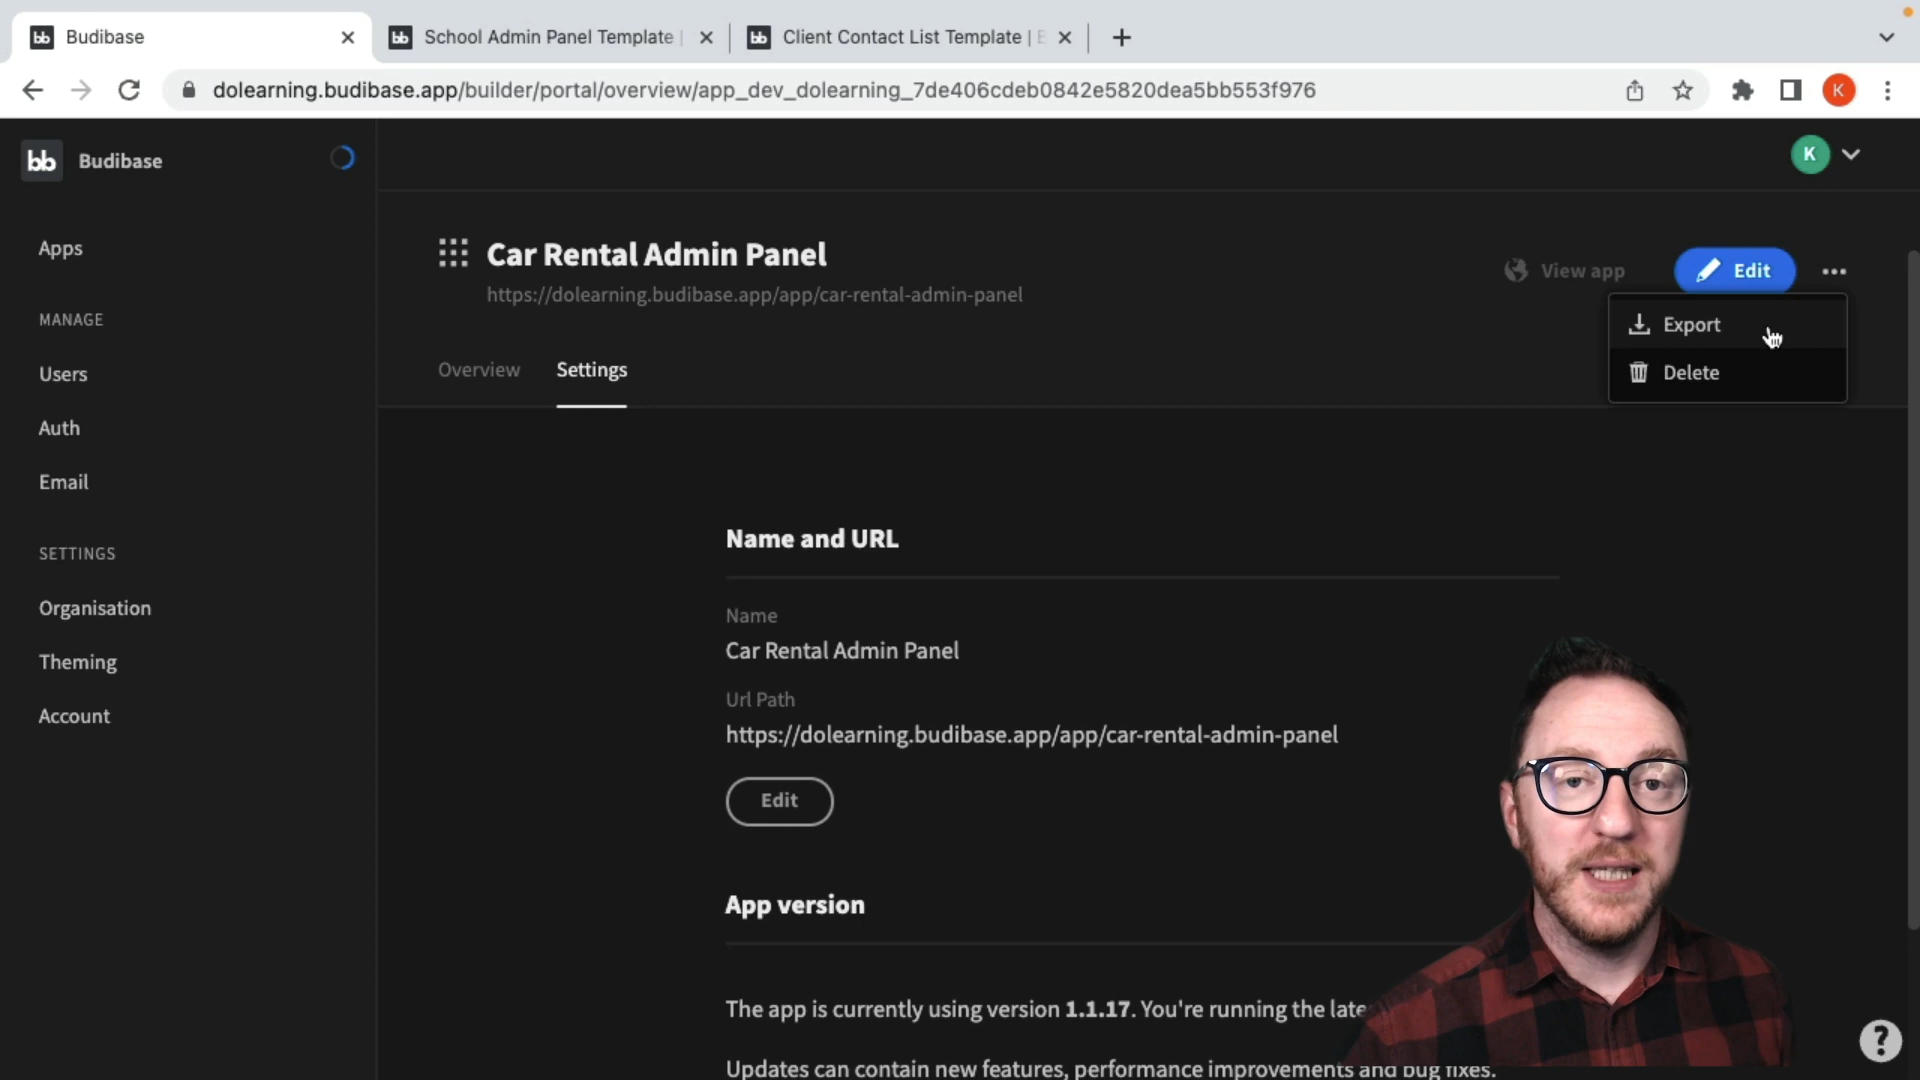 Budibase
School Admin Panel Template |
Client Contact List Template |
dolearning.budibase.app/builder/portal/overview/app_dev_dolearning_7de406cdeb0842e5820dea5bb553f976
K
bb Budibase
K
Apps
MANAGE
Users
Auth
Email
SETTINGS
Organisation
Theming
Account
Car Rental Admin Panel
https://dolearning.budibase.app/app/car-rental-admin-panel
View app
Edit
Export
Delete
Overview
Settings
Name and URL
Name
Car Rental Admin Panel
Url Path
https://dolearning.budibase.app/app/car-rental-admin-panel
Edit
App version
The app is currently using version 1.1.17. You're running the late
Updates can contain new features, performance improvements and bug fixes.
?